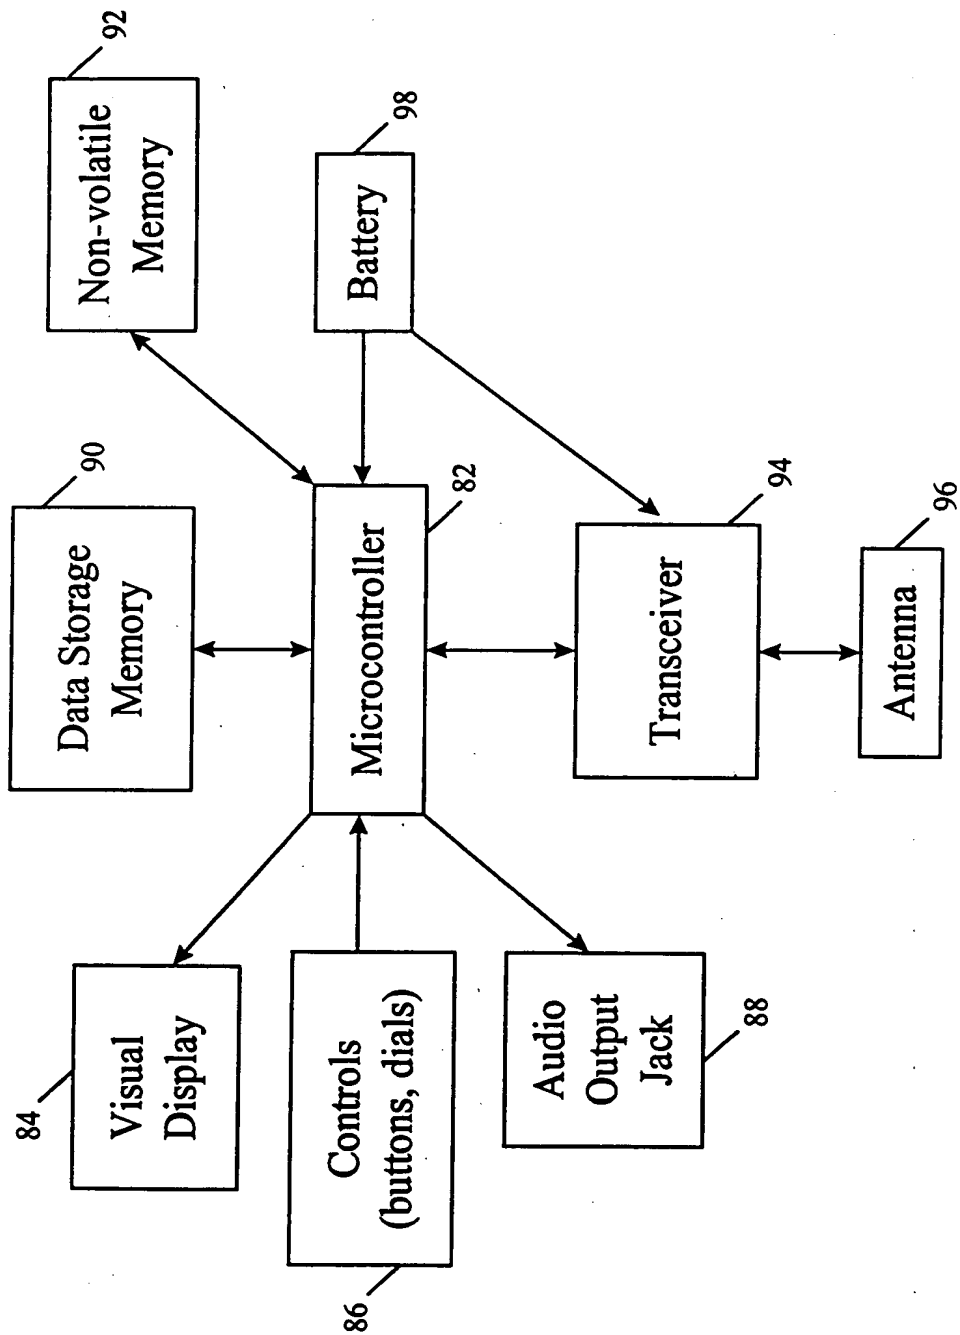 84
Visual
Display
Data Storage
Memory
90
Non-volatile
Memory
92
Controls
(buttons, dials)
86
Microcontroller
82
Battery
98
Audio
Output
Jack
88
Transceiver
94
Antenna
96